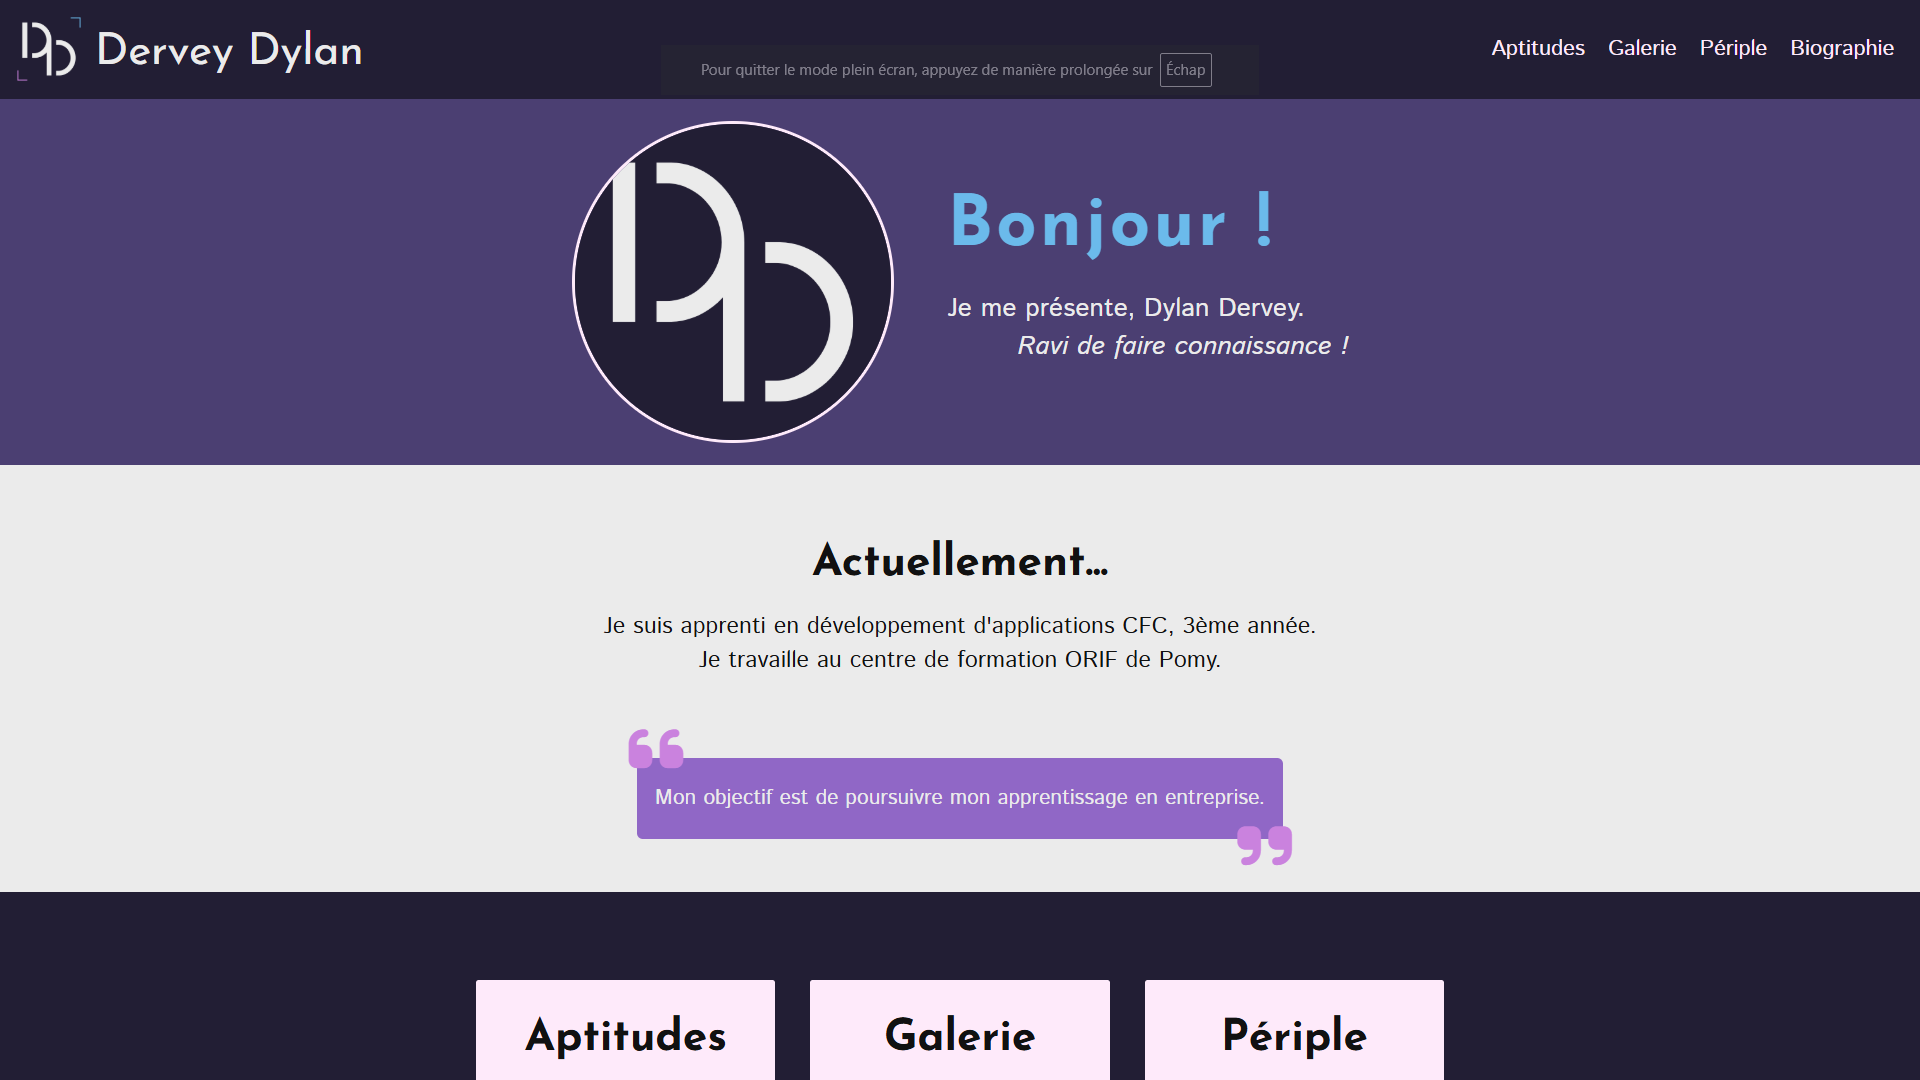 Dervey Dylan
Aptitudes Galerie Périple Biographie
Pour quitter le mode plein écran, appuyez de manière prolongée sur Échap
Bonjour !
Je me présente, Dylan Dervey.
Ravi de faire connaissance !
Actuellement...
Je suis apprenti en développement d'applications CFC, 3ème année.
Je travaille au centre de formation ORIF de Pomy.
“
Mon objectif est de poursuivre mon apprentissage en entreprise.
”
Aptitudes
Galerie
Périple